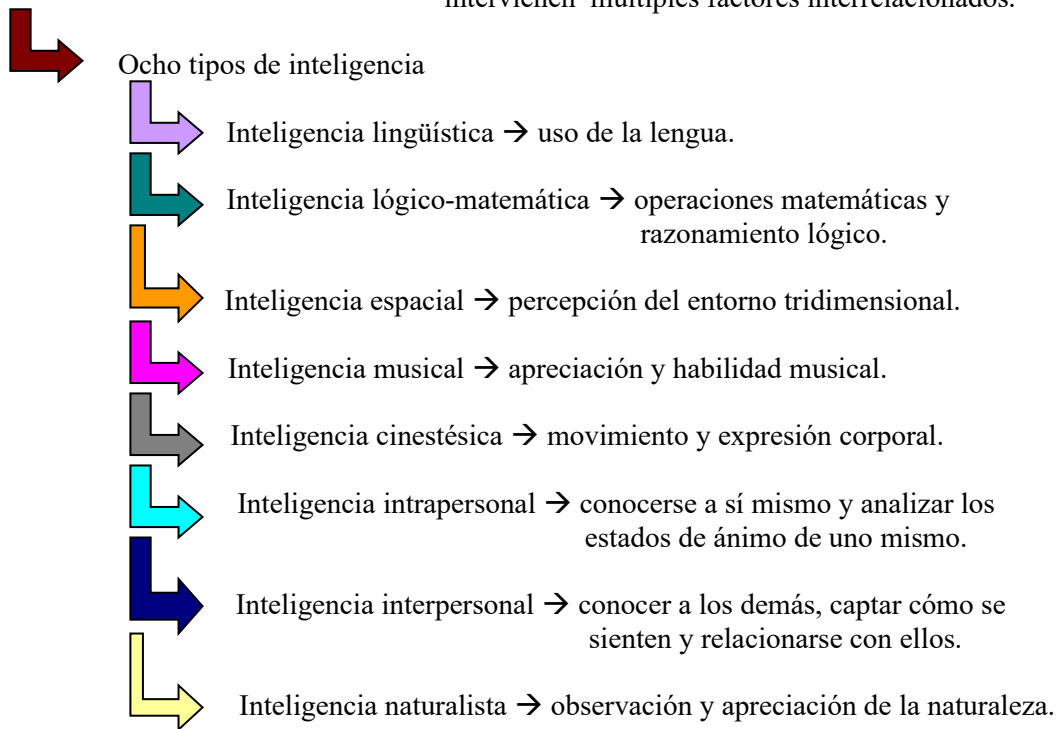 intervienen múltiples factores interrelacionados.
Ocho tipos de inteligencia
Inteligencia lingüística → uso de la lengua.
Inteligencia lógico-matemática → operaciones matemáticas y
razonamiento lógico.
Inteligencia espacial → percepción del entorno tridimensional.
Inteligencia musical → apreciación y habilidad musical.
Inteligencia cinestésica → movimiento y expresión corporal.
Inteligencia intrapersonal → conocerse a sí mismo y analizar los
estados de ánimo de uno mismo.
Inteligencia interpersonal → conocer a los demás, captar cómo se
sienten y relacionarse con ellos.
Inteligencia naturalista → observación y apreciación de la naturaleza.